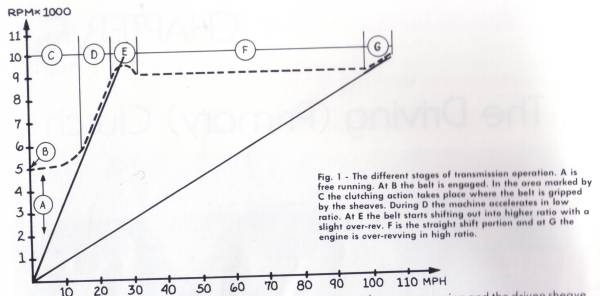 RPM×1000
11
10
9
8
7
6
5
4
3
2
1
A
B
C
D
E
F
G
10 20 30 40 50 60 70 80 90 100 110 MPH
Fig. 1 - The different stages of transmission operation. A is
free running. At B the belt is engaged. In the area marked by
C the clutching action takes place where the belt is gripped
by the sheaves. During D the machine accelerates in low
ratio. At E the belt starts shifting out into higher ratio with a
slight over-rev. F is the straight shift portion and at G the
engine is over-revving in high ratio.
CHAPTER
The Driving (Primary) Clutch
and the driven sheave